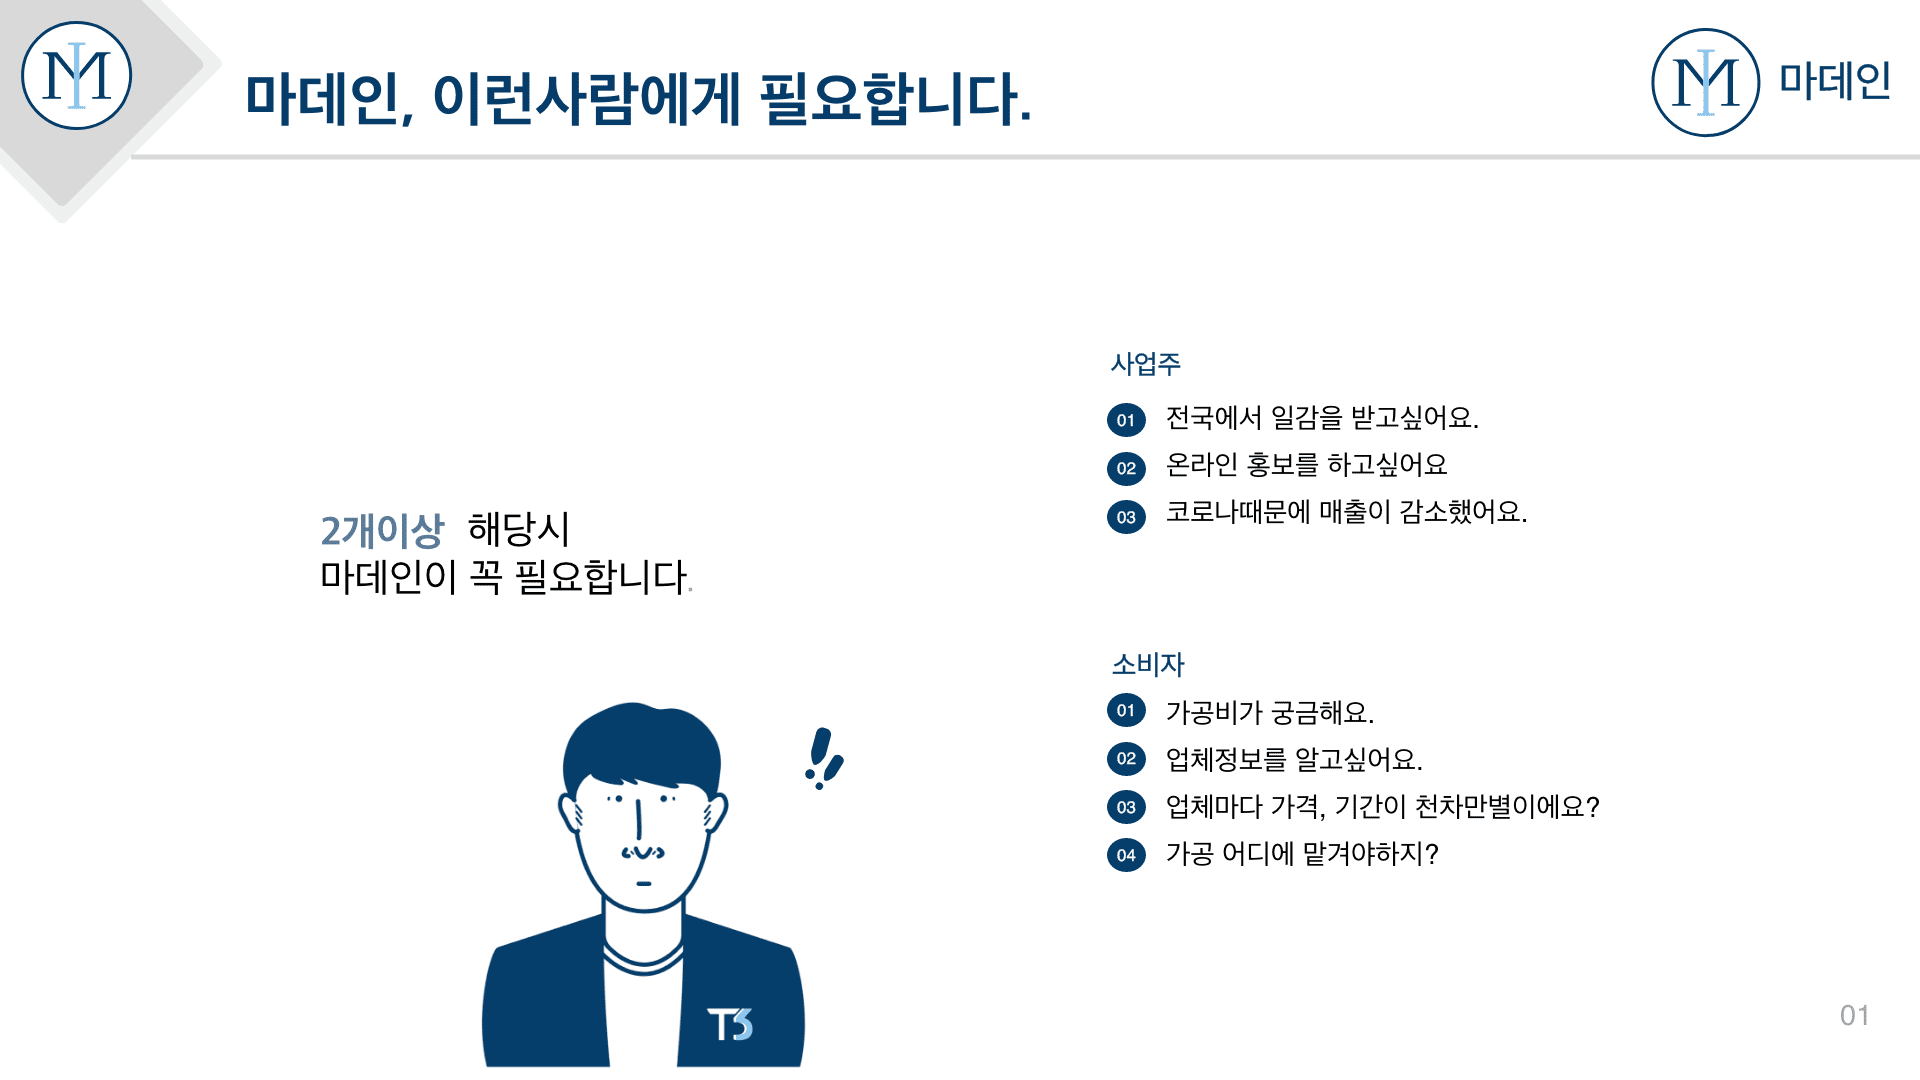 마데인, 이런사람에게 필요합니다.
마데인
2개이상 해당시
마데인이 꼭 필요합니다.
사업주
01 전국에서 일감을 받고싶어요.
02 온라인 홍보를 하고싶어요
03 코로나때문에 매출이 감소했어요.
소비자
01 가공비가 궁금해요.
02 업체정보를 알고싶어요.
03 업체마다 가격, 기간이 천차만별이에요?
04 가공 어디에 맡겨야하지?
T3
01